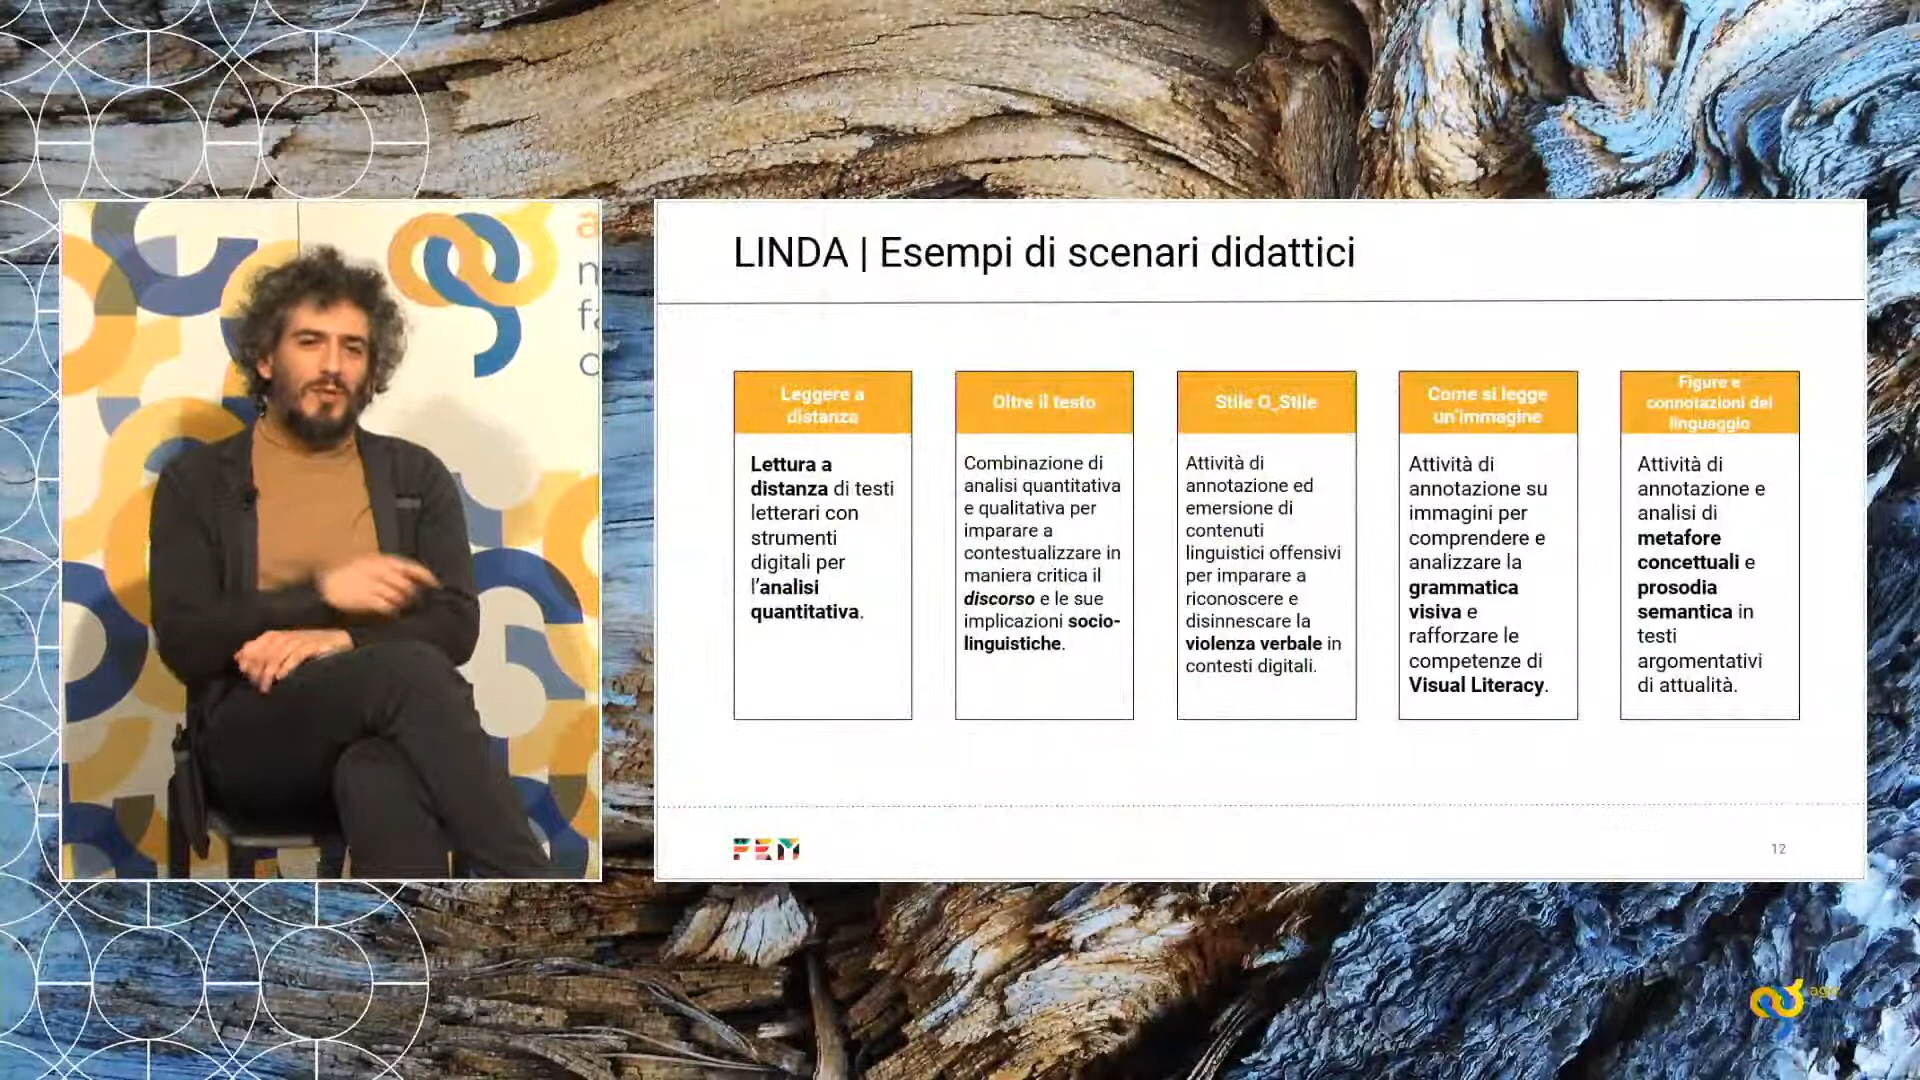 LINDA | Esempi di scenari didattici
Leggere a
distanza
Lettura a
distanza di testi
letterari con
strumenti
digitali per
l'analisi
quantitativa.
Oltre il testo
Combinazione di
analisi quantitativa
e qualitativa per
imparare a
contestualizzare in
maniera critica il
discorso e le sue
implicazioni socio-
linguistiche.
Stile O_Stile
Attività di
annotazione ed
emersione di
contenuti
linguistici offensivi
per imparare a
riconoscere e
disinnescare la
violenza verbale in
contesti digitali.
Come si legge
un'immagine
Attività di
annotazione su
immagini per
comprendere e
analizzare la
grammatica
visiva e
rafforzare le
competenze di
Visual Literacy.
Figure e
connotazioni del
linguaggio
Attività di
annotazione e
analisi di
metafore
concettuali e
prosodia
semantica in
testi
argomentativi
di attualità.
FEM
12